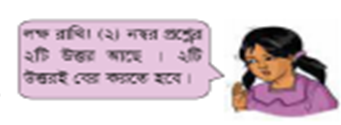 লক্ষ রাখি! (২) নম্বর প্রশ্নের
২টি উত্তর আছে । ২টি
উত্তরই বের করতে হবে ।